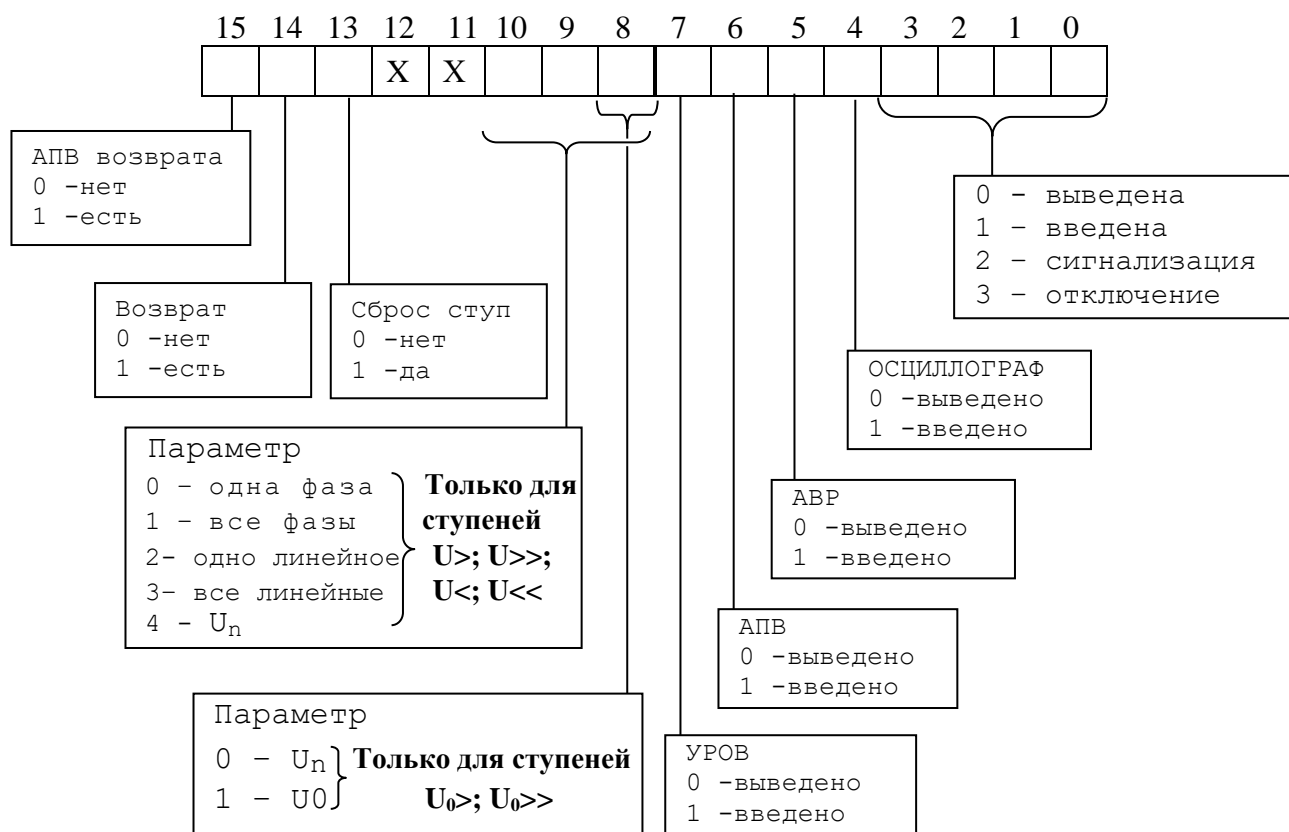 15 14 13 12 11 10 9 8 7 6 5 4 3 2 1 0
X X
АПВ возврата
0 -нет
1 -есть
0 – выведена
1 – введена
2 – сигнализация
3 – отключение
Возврат
0 -нет
1 -есть
Сброс ступ
0 -нет
1 -да
ОСЦИЛЛОГРАФ
0 -выведено
1 -введено
Параметр
0 – одна фаза
1 – все фазы
2- одно линейное
3– все линейные
4 - Un
Только для
ступеней
U>; U>>;
U<; U<<
АВР
0 -выведено
1 -введено
АПВ
0 -выведено
1 -введено
Параметр
0 – Un
1 – U0
Только для ступеней
U₀>; U₀>>
УРОВ
0 -выведено
1 -введено